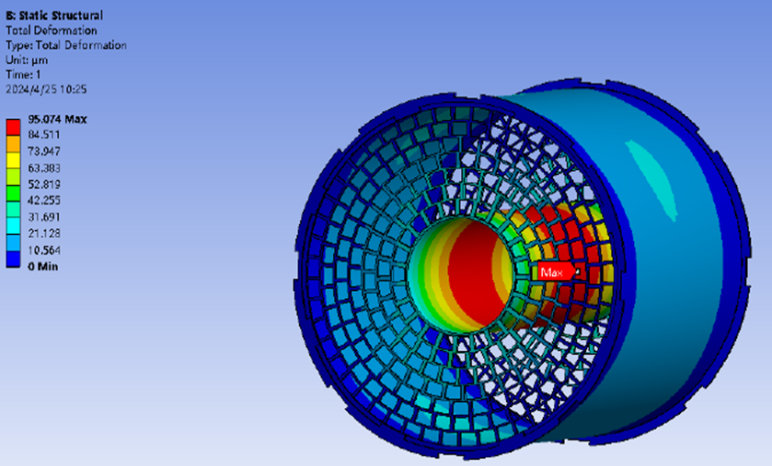 B: Static Structural
Total Deformation
Type: Total Deformation
Unit: µm
Time: 1
2024/4/25 10:25
95.074 Max
84.511
73.947
63.383
52.819
42.255
31.691
21.128
10.564
0 Min
Max